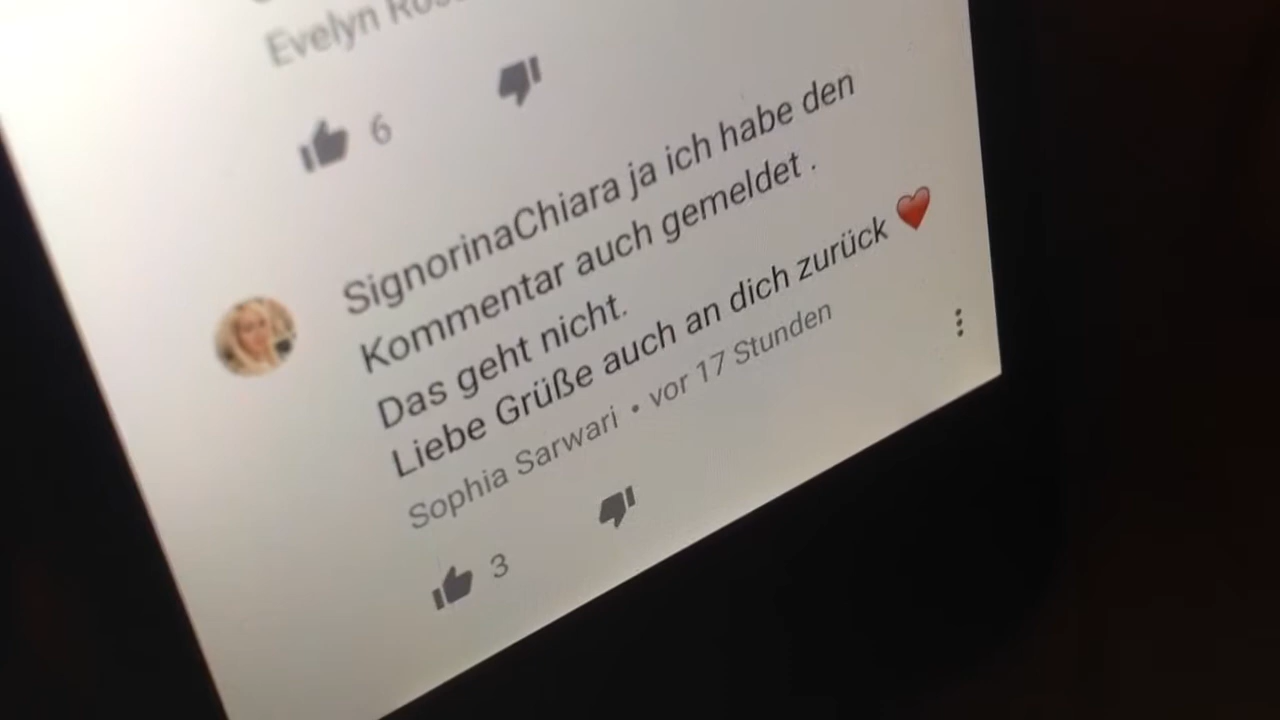 Evelyn
6
SignorinaChiara ja ich habe den
Kommentar auch gemeldet .
Das geht nicht.
Liebe Grüße auch an dich zurück ❤
Sophia Sarwari • vor 17 Stunden
3